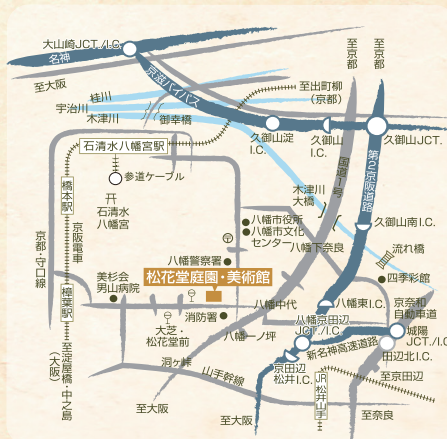 大山崎JCT./I.C.
名神
至大阪
京滋バイパス
至京都
至京都
至出町柳
(京都)
桂川
宇治川
木津川
御幸橋
石清水八幡宮駅
久御山淀
I.C.
久御山
I.C.
久御山JCT.
国道1号
第2京阪道路
参道ケーブル
石清水
八幡宮
橋本駅
京阪電車
京都・守口線
木津川
大橋
久御山南I.C.
八幡市役所
八幡市文化
センター
八幡下奈良
流れ橋
四季彩館
八幡警察署
松花堂庭園・美術館
美杉会
男山病院
樟葉駅
八幡中代
八幡東I.C.
京奈和
自動車道
消防署
大芝・
松花堂前
八幡一ノ坪
八幡京田辺
JCT./I.C.
城陽
JCT./I.C.
新名神高速道路
田辺北I.C.
洞ヶ峠
山手幹線
京田辺
松井I.C.
至京田辺
JR松井山手
至淀屋橋・中之島
(大阪)
至大阪
至大阪
至奈良